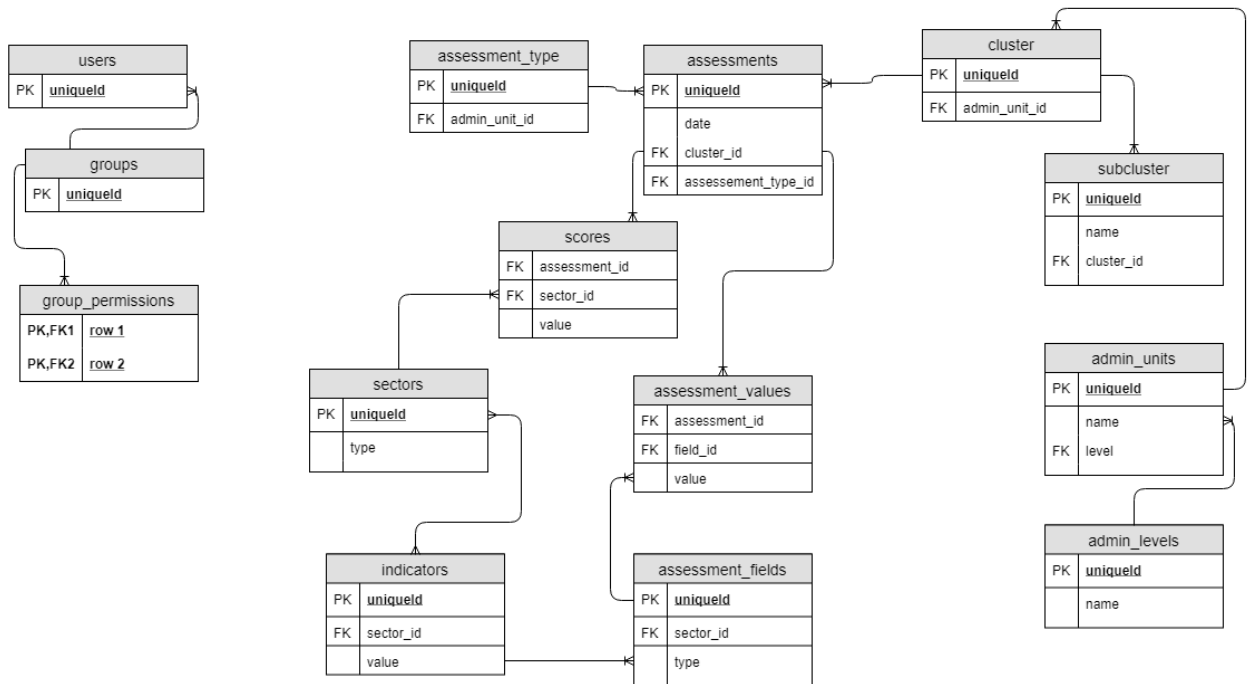 users
PK uniqueId
groups
PK uniqueId
group_permissions
PK,FK1 row 1
PK,FK2 row 2
assessment_type
PK uniqueId
FK admin_unit_id
assessments
PK uniqueId
date
FK cluster_id
FK assessement_type_id
cluster
PK uniqueId
FK admin_unit_id
subcluster
PK uniqueId
name
FK cluster_id
scores
FK assessment_id
FK sector_id
value
sectors
PK uniqueId
type
assessment_values
FK assessment_id
FK field_id
value
admin_units
PK uniqueId
name
FK level
indicators
PK uniqueId
FK sector_id
value
assessment_fields
PK uniqueId
FK sector_id
type
admin_levels
PK uniqueId
name